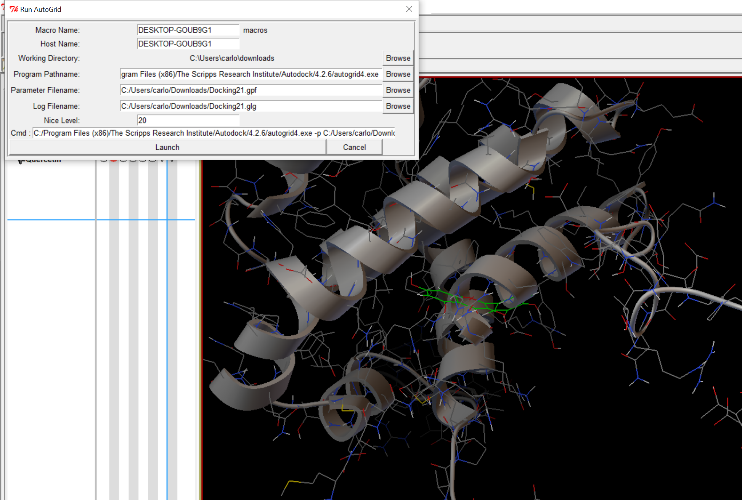 Run AutoGrid
Macro Name: DESKTOP-GOUB9G1 macros
Host Name: DESKTOP-GOUB9G1
Working Directory: C:\Users\carlo\downloads Browse
Program Pathname: gram Files (x86)/The Scripps Research Institute/Autodock/4.2.6/autogrid4.exe Browse
Parameter Filename: C:/Users/carlo/Downloads/Docking21.gpf Browse
Log Filename: C:/Users/carlo/Downloads/Docking21.glg Browse
Nice Level: 20
Cmd : C:/Program Files (x86)/The Scripps Research Institute/Autodock/4.2.6/autogrid4.exe -p C:/Users/carlo/Downlo
Launch Cancel